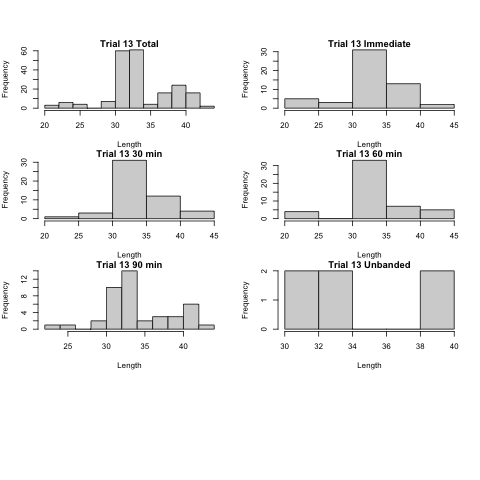 Trial 13 Total
Frequency
0 20 40 60
20 25 30 35 40
Length
Trial 13 Immediate
Frequency
0 10 20 30
20 25 30 35 40 45
Length
Trial 13 30 min
Frequency
0 10 20 30
20 25 30 35 40 45
Length
Trial 13 60 min
Frequency
0 10 20 30
20 25 30 35 40 45
Length
Trial 13 90 min
Frequency
0 4 8 12
25 30 35 40
Length
Trial 13 Unbanded
Frequency
0 1 2
30 32 34 36 38 40
Length